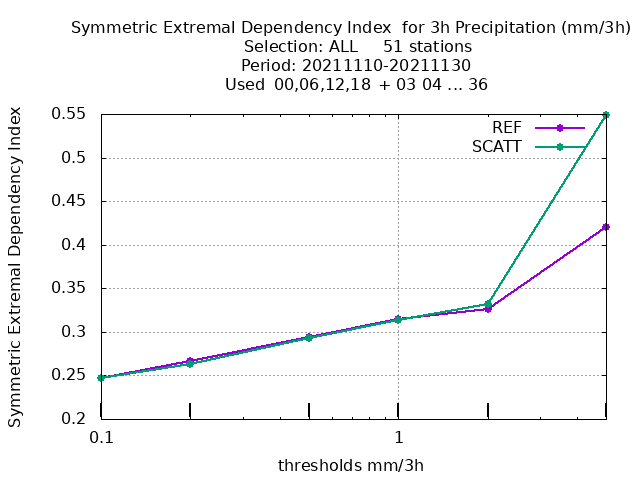 Symmetric Extremal Dependency Index for 3h Precipitation (mm/3h)
Selection: ALL 51 stations
Period: 20211110-20211130
Used 00,06,12,18 + 03 04 ... 36
Symmetric Extremal Dependency Index
0.55
0.5
0.45
0.4
0.35
0.3
0.25
0.2
REF
SCATT
0.1 1
thresholds mm/3h